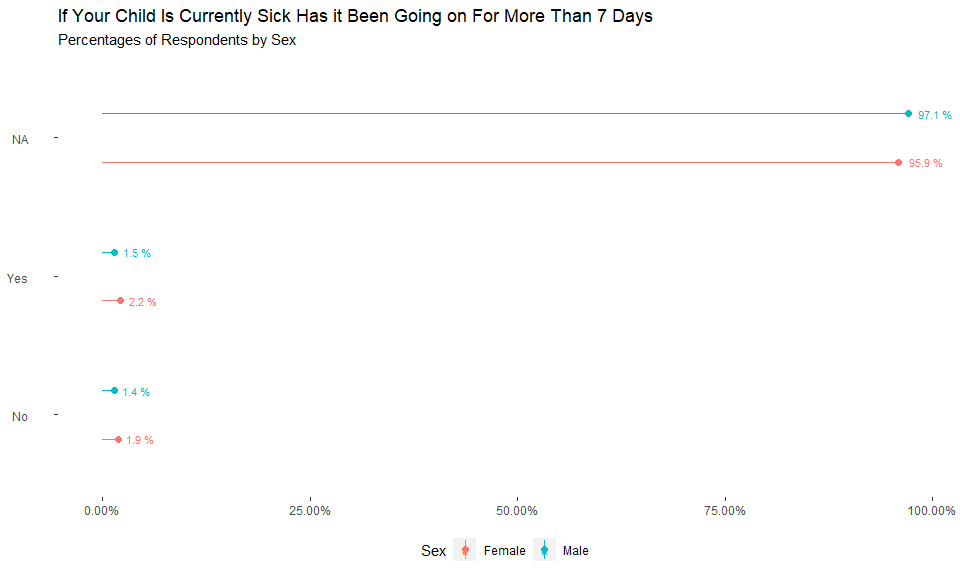 If Your Child Is Currently Sick Has it Been Going on For More Than 7 Days
Percentages of Respondents by Sex
NA
97.1 %
95.9 %
Yes
1.5 %
2.2 %
No
1.4 %
1.9 %
0.00% 25.00% 50.00% 75.00% 100.00%
Sex Female Male